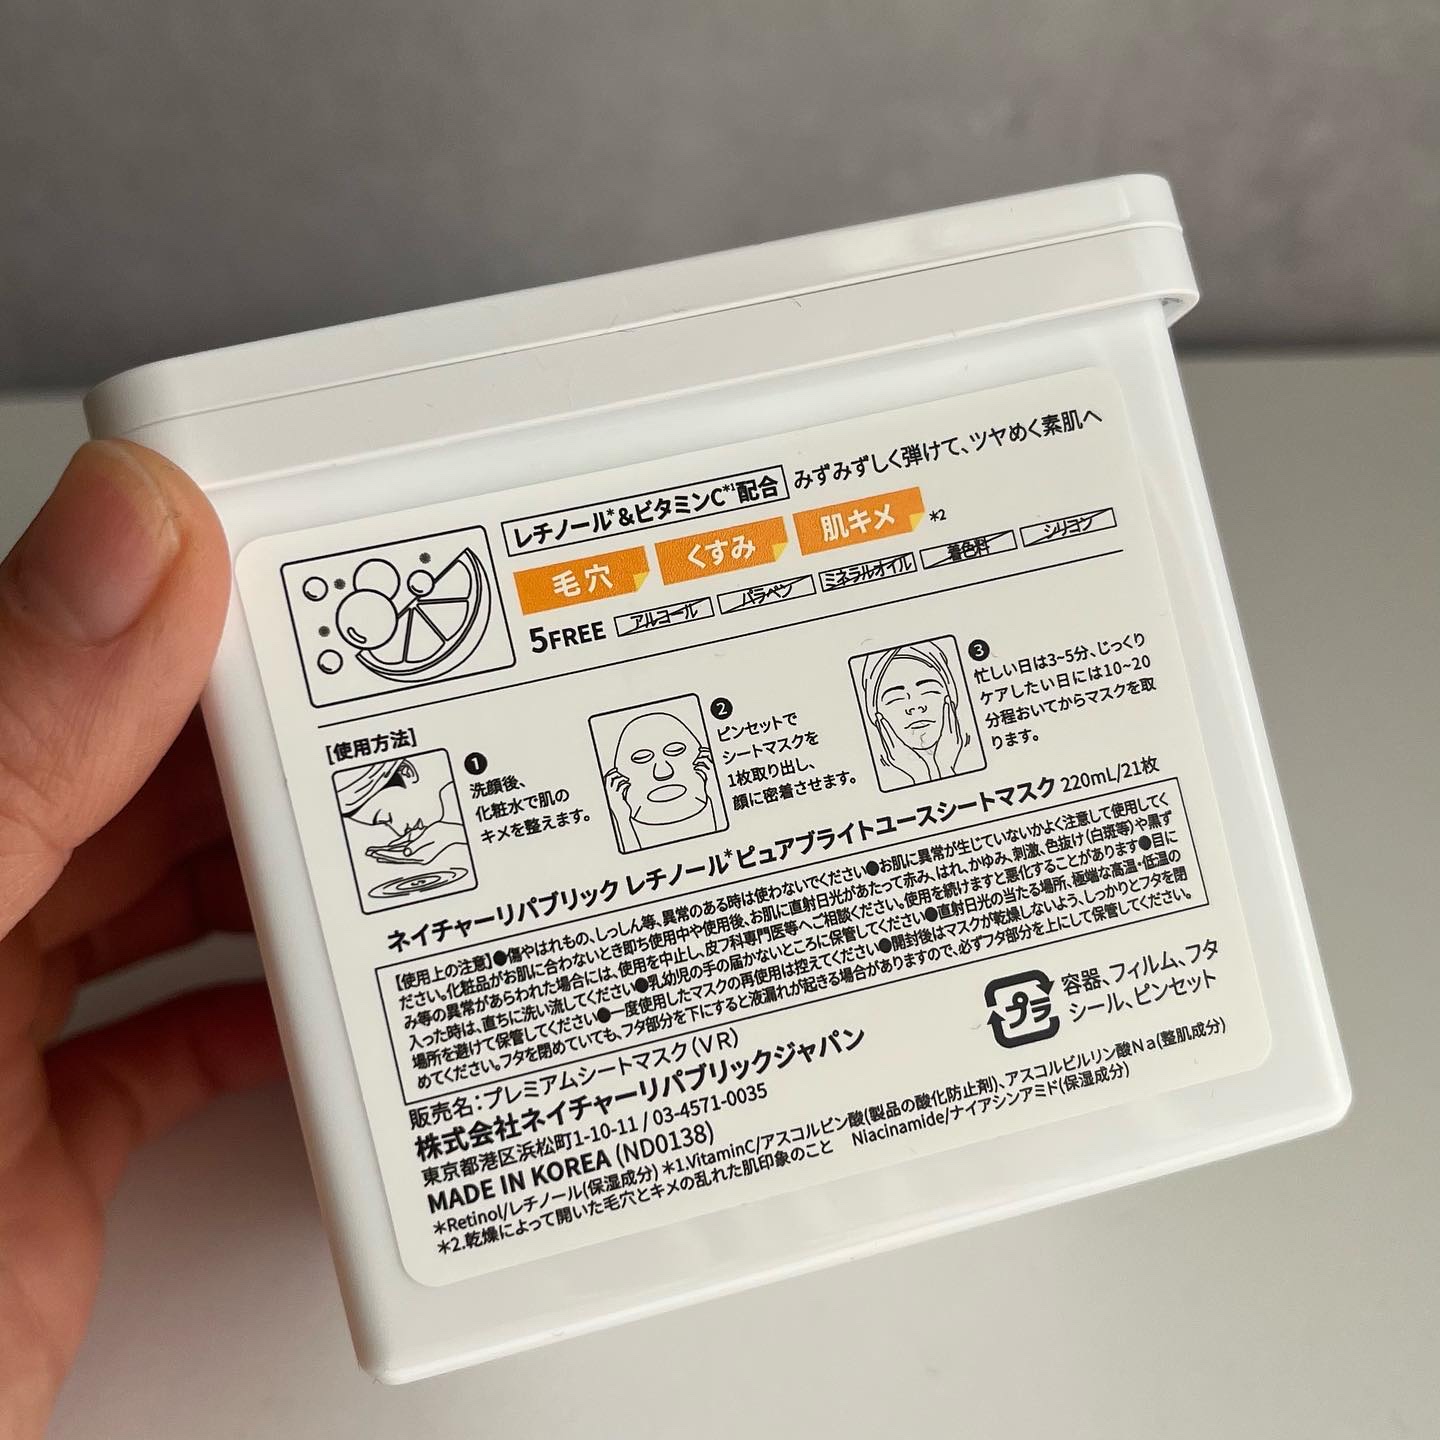 レチノール*&ビタミンC*1配合 みずみずしく弾けて、ツヤめく素肌へ
毛穴 くすみ 肌キメ *2
5FREE アルコール パラベン ミネラルオイル 着色料 シリコン
[使用方法]
❶
洗顔後、
化粧水で肌の
キメを整えます。
❷
ピンセットで
シートマスクを
1枚取り出し、
顔に密着させます。
❸
忙しい日は3~5分、じっくり
ケアしたい日には10~20
分程おいてからマスクを取
ります。
ネイチャーリパブリック レチノール*ピュアブライトユースシートマスク 220mL/21枚
【使用上の注意】●傷やはれもの、しっしん等、異常のある時は使わないでください●お肌に異常が生じていないかよく注意して使用してく
ださい。化粧品がお肌に合わないとき即ち使用中や使用後、お肌に直射日光があたって赤み、はれ、かゆみ、刺激、色抜け(白斑等)や黒ず
み等の異常があらわれた場合には、使用を中止し、皮フ科専門医等へご相談ください。使用を続けますと悪化することがあります●目に
入った時は、直ちに洗い流してください●乳幼児の手の届かないところに保管してください●直射日光の当たる場所、極端な高温・低温の
場所を避けて保管してください●一度使用したマスクの再使用は控えてください●開封後はマスクが乾燥しないよう、しっかりとフタを閉
めてください。フタを閉めていても、フタ部分を下にすると液漏れが起きる場合がありますので、必ずフタ部分を上にして保管してください。
販売名:プレミアムシートマスク(VR)
株式会社ネイチャーリパブリックジャパン
東京都港区浜松町1-10-11 / 03-4571-0035
MADE IN KOREA (ND0138)
プラ
容器、フィルム、フタ
シール、ピンセット
*Retinol/レチノール(保湿成分) *1.VitaminC/アスコルビン酸(製品の酸化防止剤)、アスコルビルリン酸Na(整肌成分)
*2.乾燥によって開いた毛穴とキメの乱れた肌印象のこと Niacinamide/ナイアシンアミド(保湿成分)